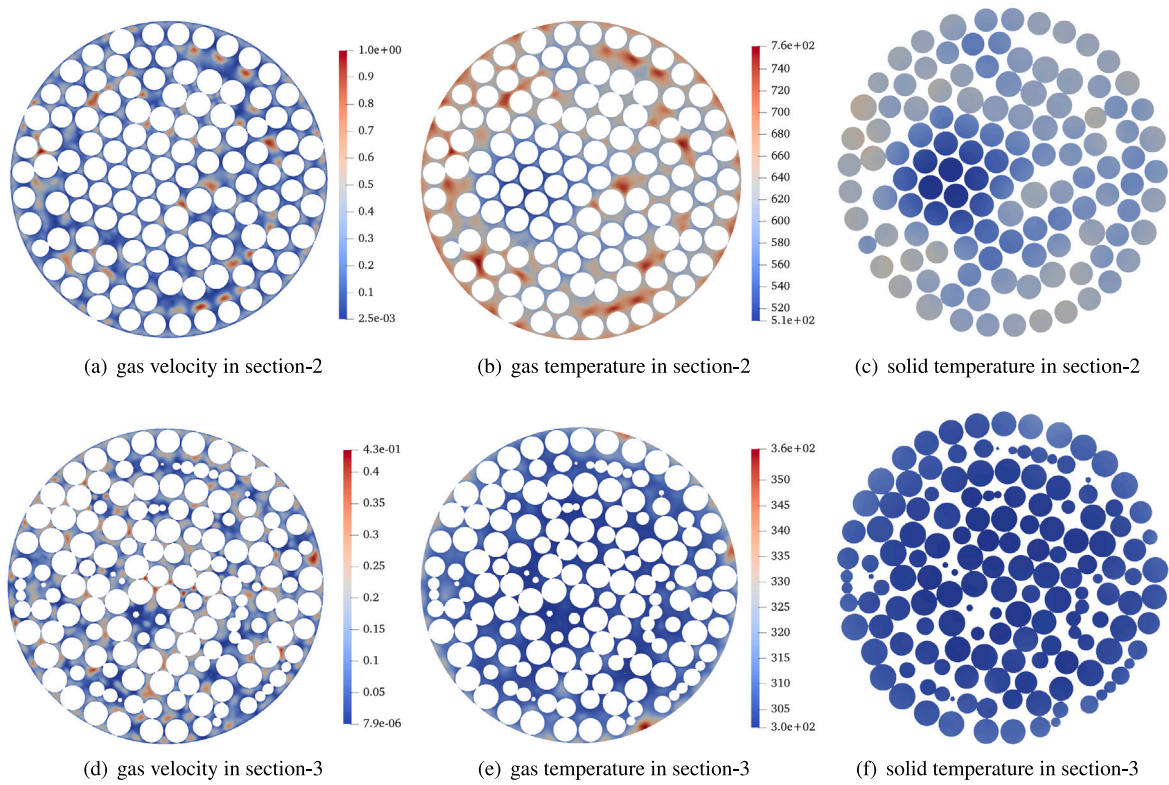 1.0e+00
0.9
0.8
0.7
0.6
0.5
0.4
0.3
0.2
0.1
2.5e-03
7.6e+02
740
720
700
680
660
640
620
600
580
560
540
520
5.1e+02
(a) gas velocity in section-2
(b) gas temperature in section-2
(c) solid temperature in section-2
4.3e-01
0.4
0.35
0.3
0.25
0.2
0.15
0.1
0.05
7.9e-06
3.6e+02
350
345
340
335
330
325
320
315
310
305
3.0e+02
(d) gas velocity in section-3
(e) gas temperature in section-3
(f) solid temperature in section-3